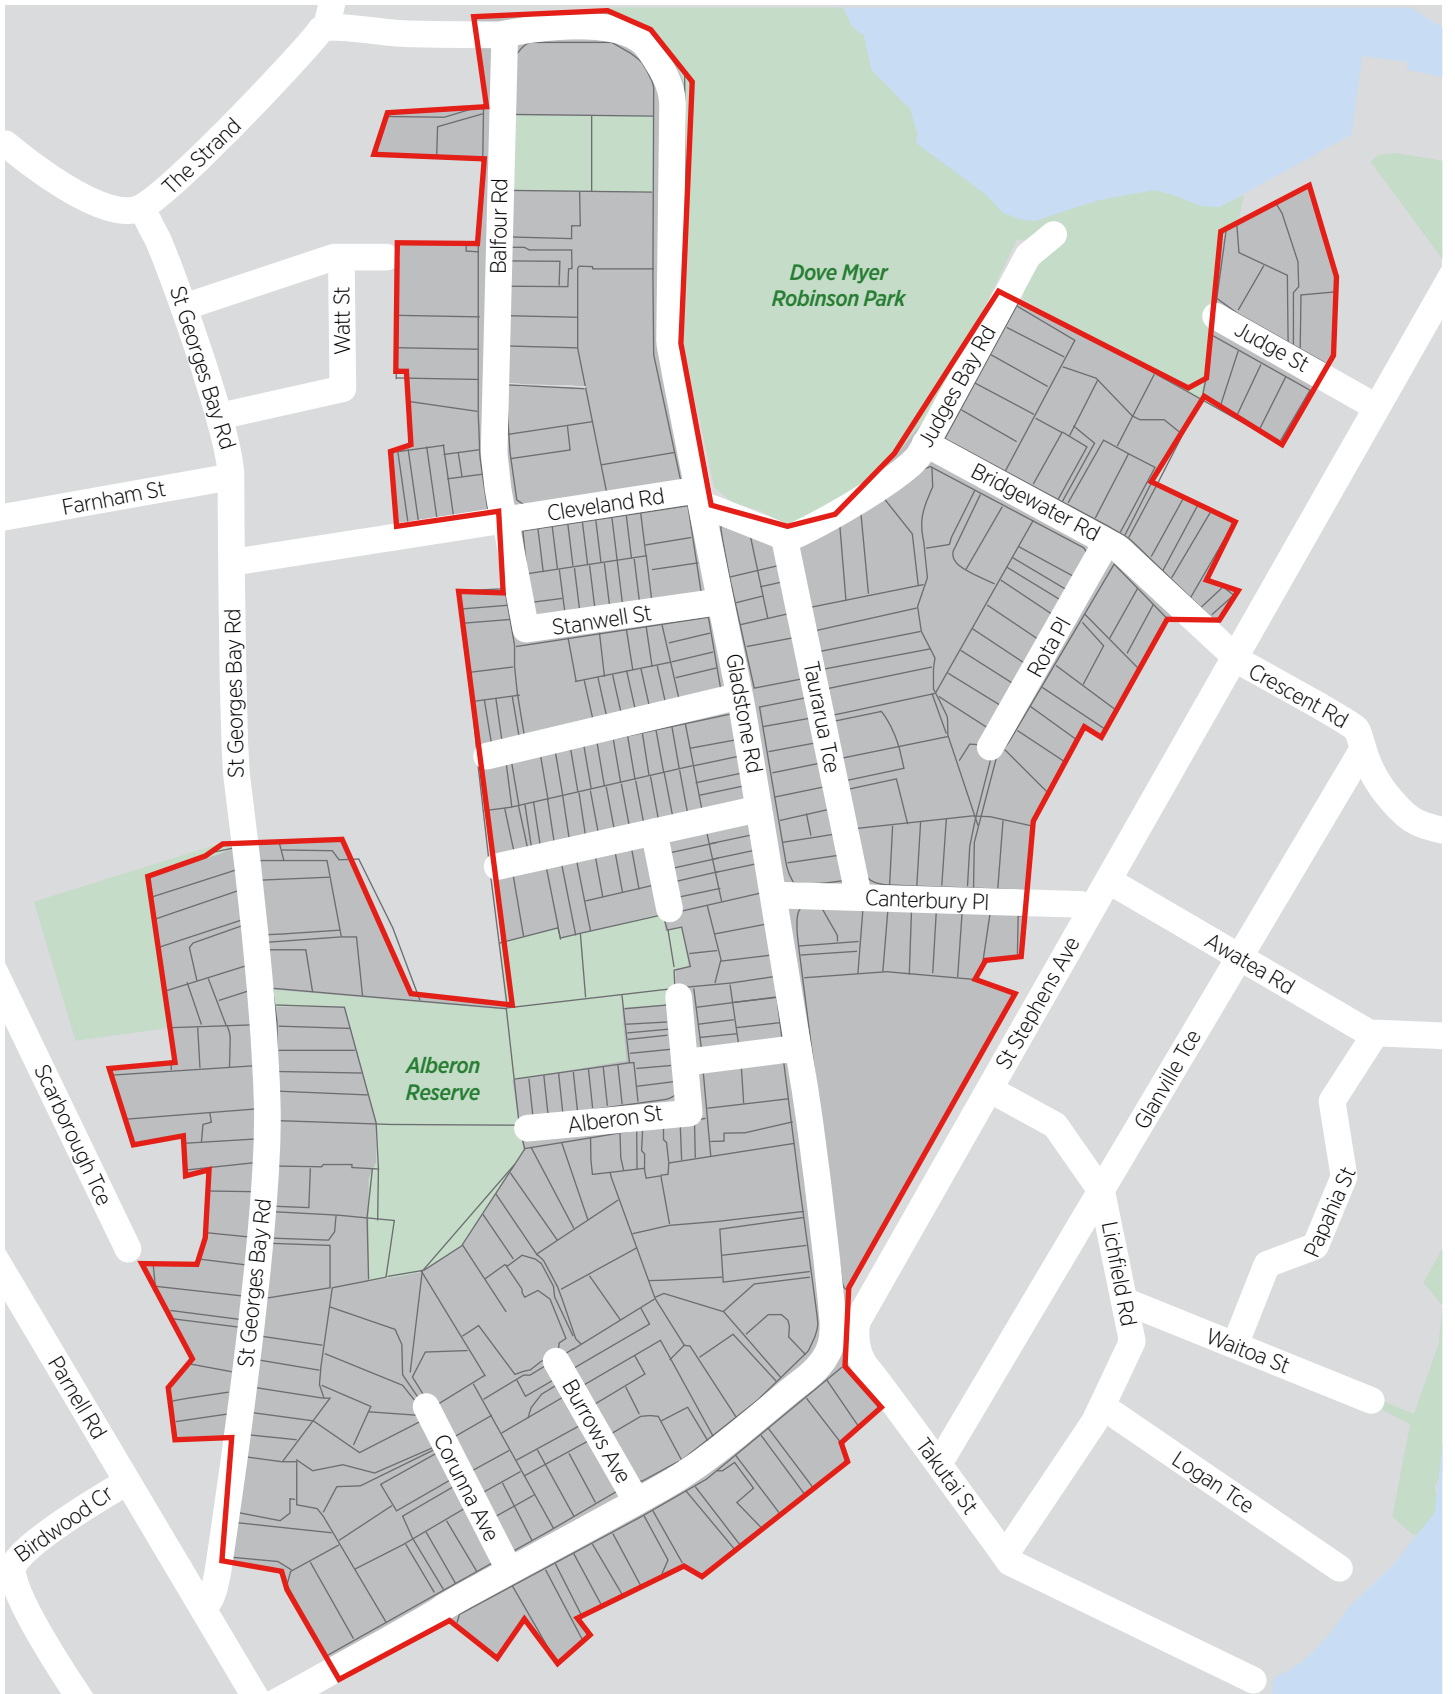 The Strand
Balfour Rd
Dove Myer
Robinson Park
St Georges Bay Rd
Watt St
Judge St
Judges Bay Rd
Farnham St
Cleveland Rd
Bridgewater Rd
Stanwell St
St Georges Bay Rd
Gladstone Rd
Taurarua Tce
Rota Pl
Crescent Rd
Canterbury Pl
Awatea Rd
St Stephens Ave
Glanville Tce
Scarborough Tce
Alberon
Reserve
Alberon St
Papahia St
St Georges Bay Rd
Lichfield Rd
Waitoa St
Parnell Rd
Burrows Ave
Corunna Ave
Takutai St
Logan Tce
Birdwood Cr